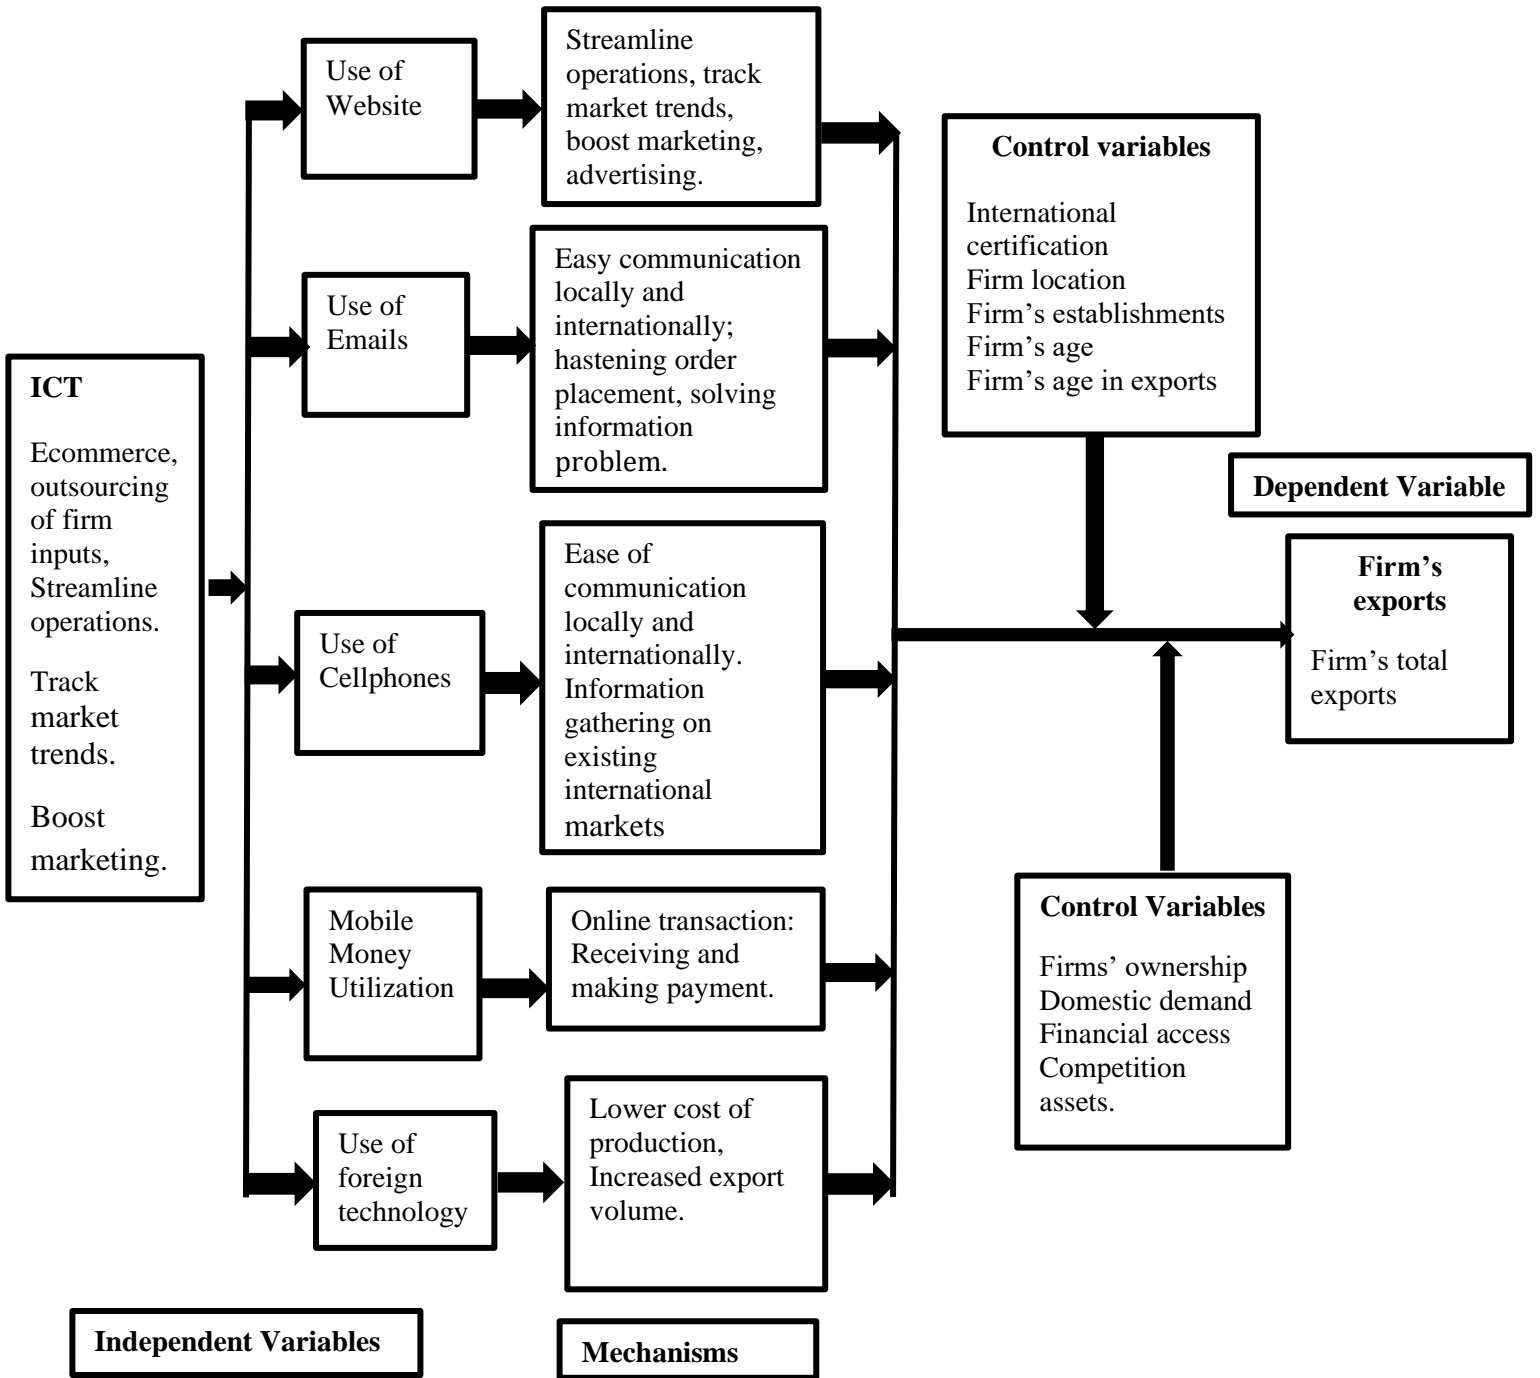 ICT
Ecommerce,
outsourcing
of firm
inputs,
Streamline
operations.
Track
market
trends.
Boost
marketing.
Use of
Website
Streamline
operations, track
market trends,
boost marketing,
advertising.
Use of
Emails
Easy communication
locally and
internationally;
hastening order
placement, solving
information
problem.
Use of
Cellphones
Ease of
communication
locally and
internationally.
Information
gathering on
existing
international
markets
Mobile
Money
Utilization
Online transaction:
Receiving and
making payment.
Use of
foreign
technology
Lower cost of
production,
Increased export
volume.
Control variables
International
certification
Firm location
Firm’s establishments
Firm’s age
Firm’s age in exports
Dependent Variable
Firm’s
exports
Firm’s total
exports
Control Variables
Firms’ ownership
Domestic demand
Financial access
Competition
assets.
Independent Variables
Mechanisms